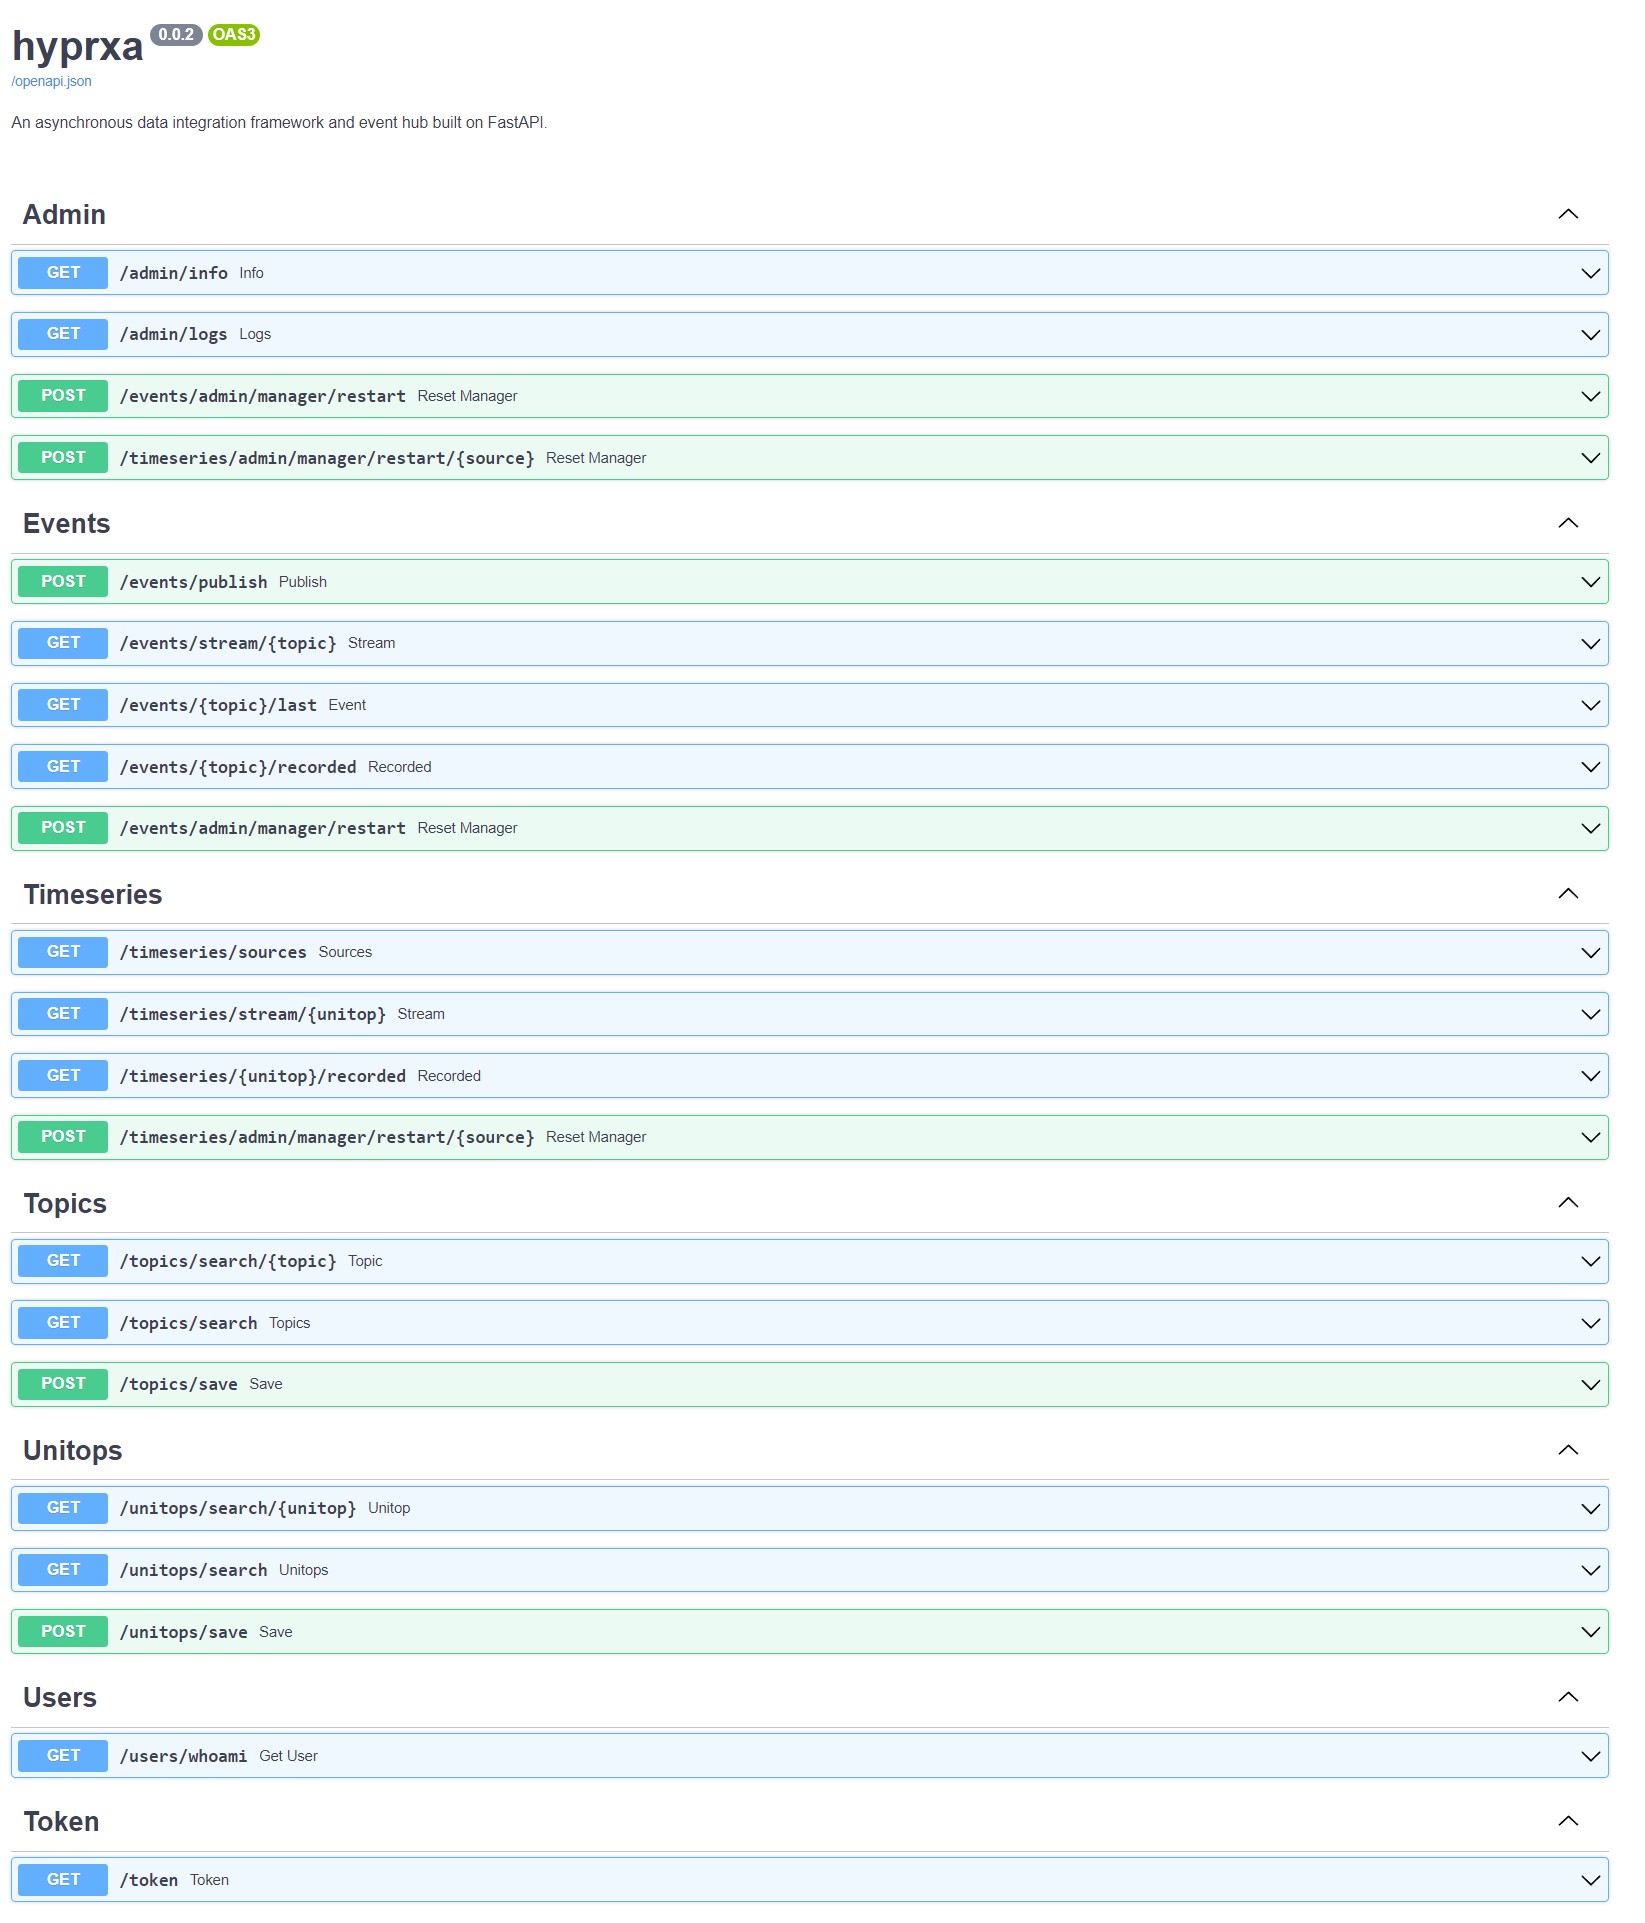 hyprxa 0.0.2 OAS3
/openapi.json
An asynchronous data integration framework and event hub built on FastAPI.
Admin
GET /admin/info Info
GET /admin/logs Logs
POST /events/admin/manager/restart Reset Manager
POST /timeseries/admin/manager/restart/{source} Reset Manager
Events
POST /events/publish Publish
GET /events/stream/{topic} Stream
GET /events/{topic}/last Event
GET /events/{topic}/recorded Recorded
POST /events/admin/manager/restart Reset Manager
Timeseries
GET /timeseries/sources Sources
GET /timeseries/stream/{unitop} Stream
GET /timeseries/{unitop}/recorded Recorded
POST /timeseries/admin/manager/restart/{source} Reset Manager
Topics
GET /topics/search/{topic} Topic
GET /topics/search Topics
POST /topics/save Save
Unitops
GET /unitops/search/{unitop} Unitop
GET /unitops/search Unitops
POST /unitops/save Save
Users
GET /users/whoami Get User
Token
GET /token Token